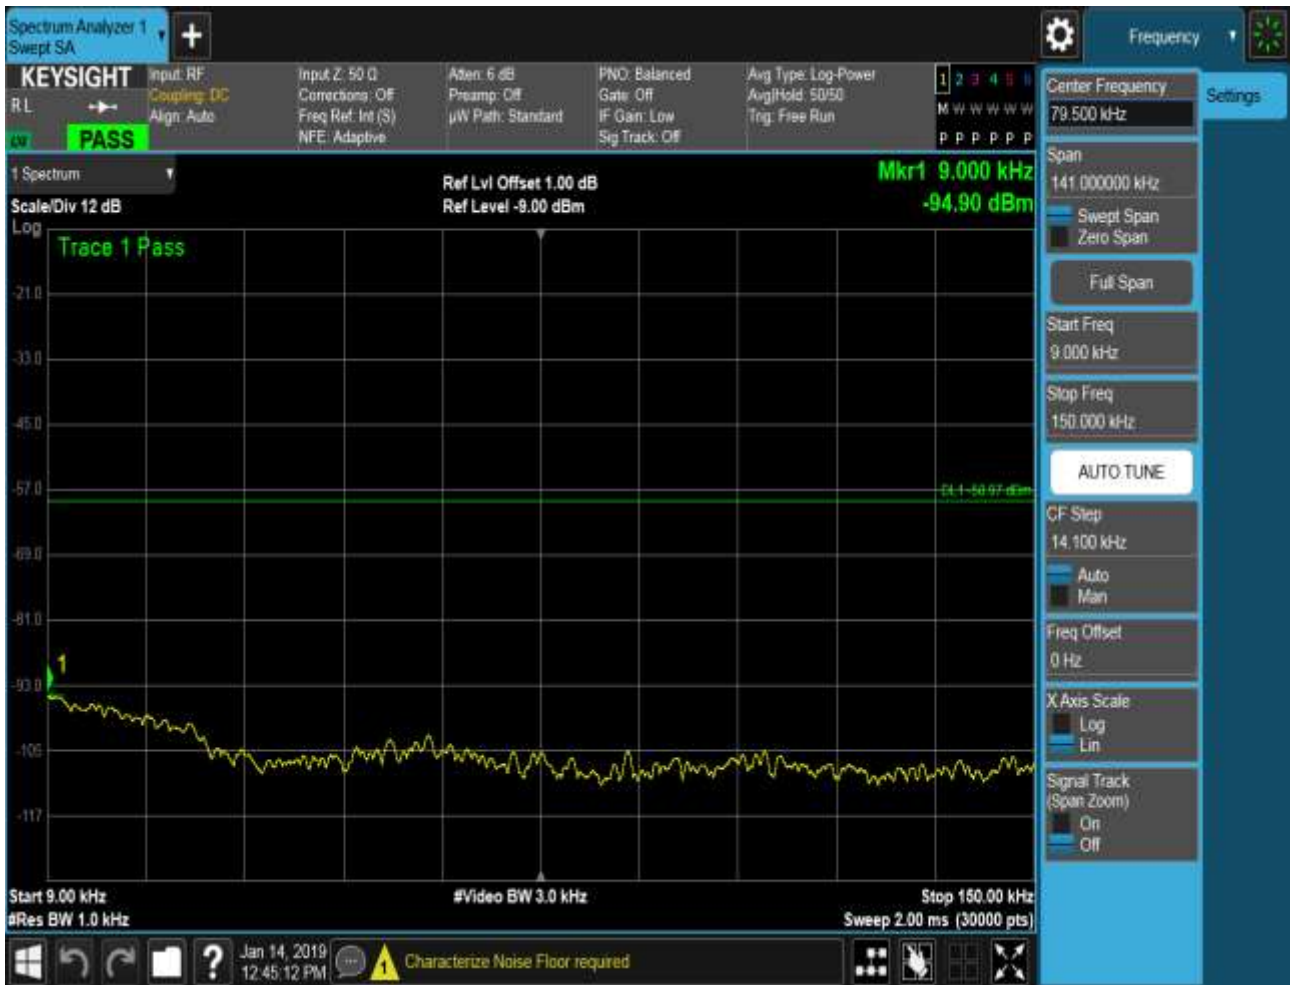 Spectrum Analyzer 1
Swept SA
Frequency
KEYSIGHT
R L
PASS
Input: RF
Coupling: DC
Align: Auto
Input Z: 50 Ω
Corrections: Off
Freq Ref: Int (S)
NFE: Adaptive
Atten: 6 dB
Preamp: Off
µW Path: Standard
PNO: Balanced
Gate: Off
IF Gain: Low
Sig Track: Off
Avg Type: Log-Power
Avg|Hold: 50/50
Trig: Free Run
1 2 3 4 5 6
M W W W W W
P P P P P P
1 Spectrum
Scale/Div 12 dB
Log
Ref Lvl Offset 1.00 dB
Ref Level -9.00 dBm
Mkr1 9.000 kHz
-94.90 dBm
Trace 1 Pass
-21.0
-33.0
-45.0
-57.0
-69.0
-81.0
-93.0
-105
-117
1
Start 9.00 kHz
#Res BW 1.0 kHz
#Video BW 3.0 kHz
Stop 150.00 kHz
Sweep 2.00 ms (30000 pts)
Center Frequency
79.500 kHz
Settings
Span
141.000000 kHz
Swept Span
Zero Span
Full Span
Start Freq
9.000 kHz
Stop Freq
150.000 kHz
AUTO TUNE
CF Step
14.100 kHz
Auto
Man
Freq Offset
0 Hz
X Axis Scale
Log
Lin
Signal Track
(Span Zoom)
On
Off
?
Jan 14, 2019
12:45:12 PM
1
Characterize Noise Floor required